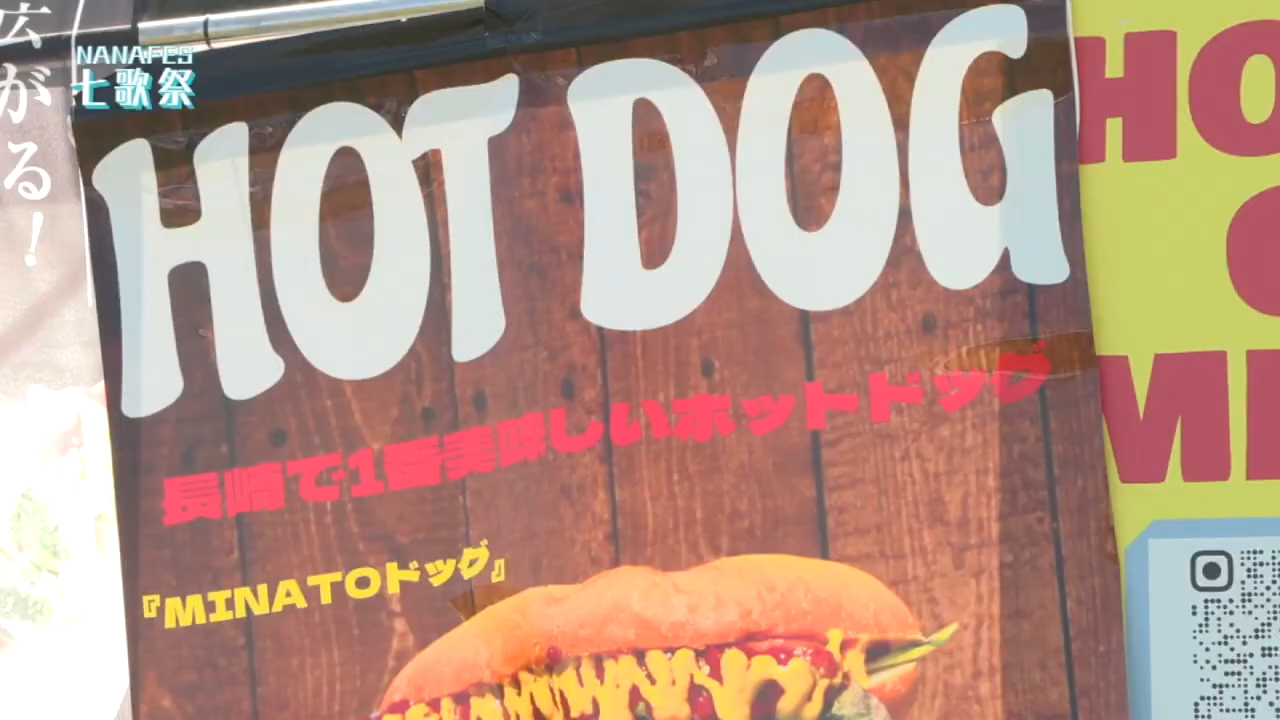 広がる！
NANAFES
七歌祭
HOT DOG
長崎で1番美味しいホットドッグ
『MINATOドッグ』
HO
MI